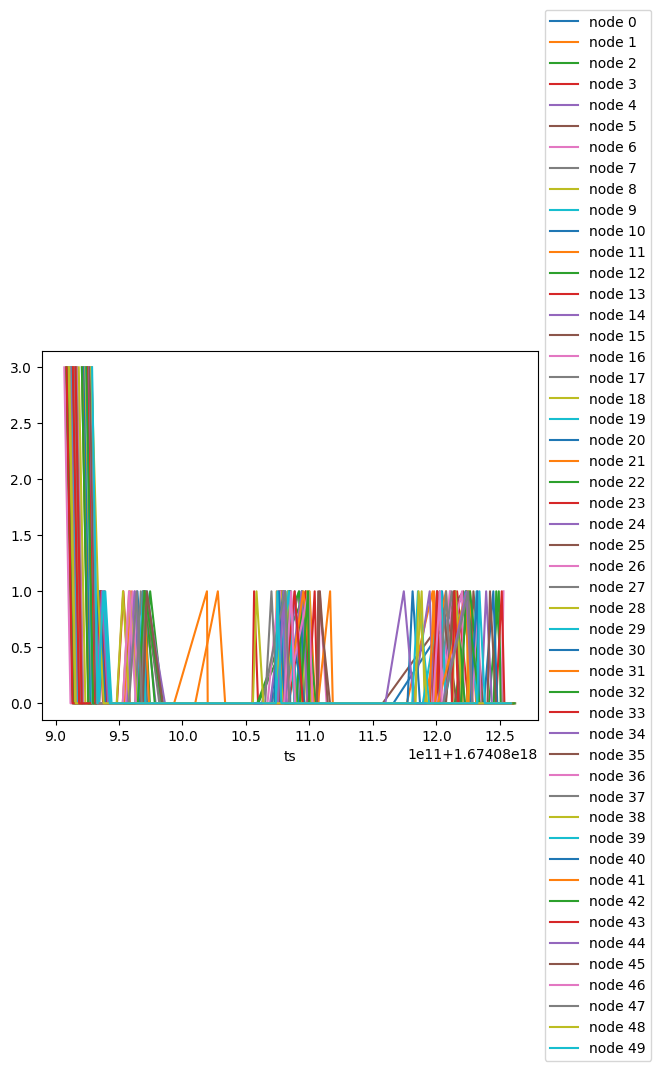 3.0
2.5
2.0
1.5
1.0
0.5
0.0
9.0 9.5 10.0 10.5 11.0 11.5 12.0 12.5
ts
1e11+1.67408e18
node 0
node 1
node 2
node 3
node 4
node 5
node 6
node 7
node 8
node 9
node 10
node 11
node 12
node 13
node 14
node 15
node 16
node 17
node 18
node 19
node 20
node 21
node 22
node 23
node 24
node 25
node 26
node 27
node 28
node 29
node 30
node 31
node 32
node 33
node 34
node 35
node 36
node 37
node 38
node 39
node 40
node 41
node 42
node 43
node 44
node 45
node 46
node 47
node 48
node 49